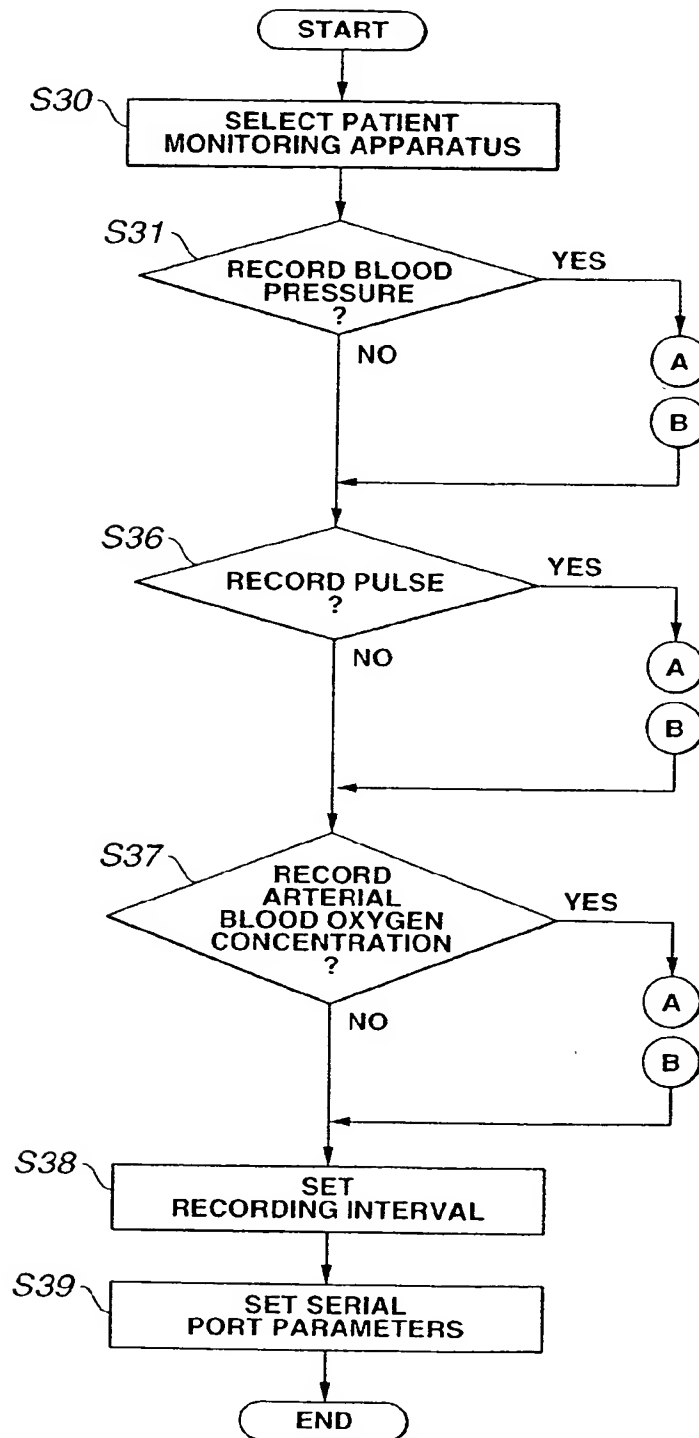 START
S30
SELECT PATIENT
MONITORING APPARATUS
S31
RECORD BLOOD
PRESSURE
?
YES
NO
A
B
S36
RECORD PULSE
?
YES
NO
A
B
S37
RECORD
ARTERIAL
BLOOD OXYGEN
CONCENTRATION
?
YES
NO
A
B
S38
SET
RECORDING INTERVAL
S39
SET SERIAL
PORT PARAMETERS
END